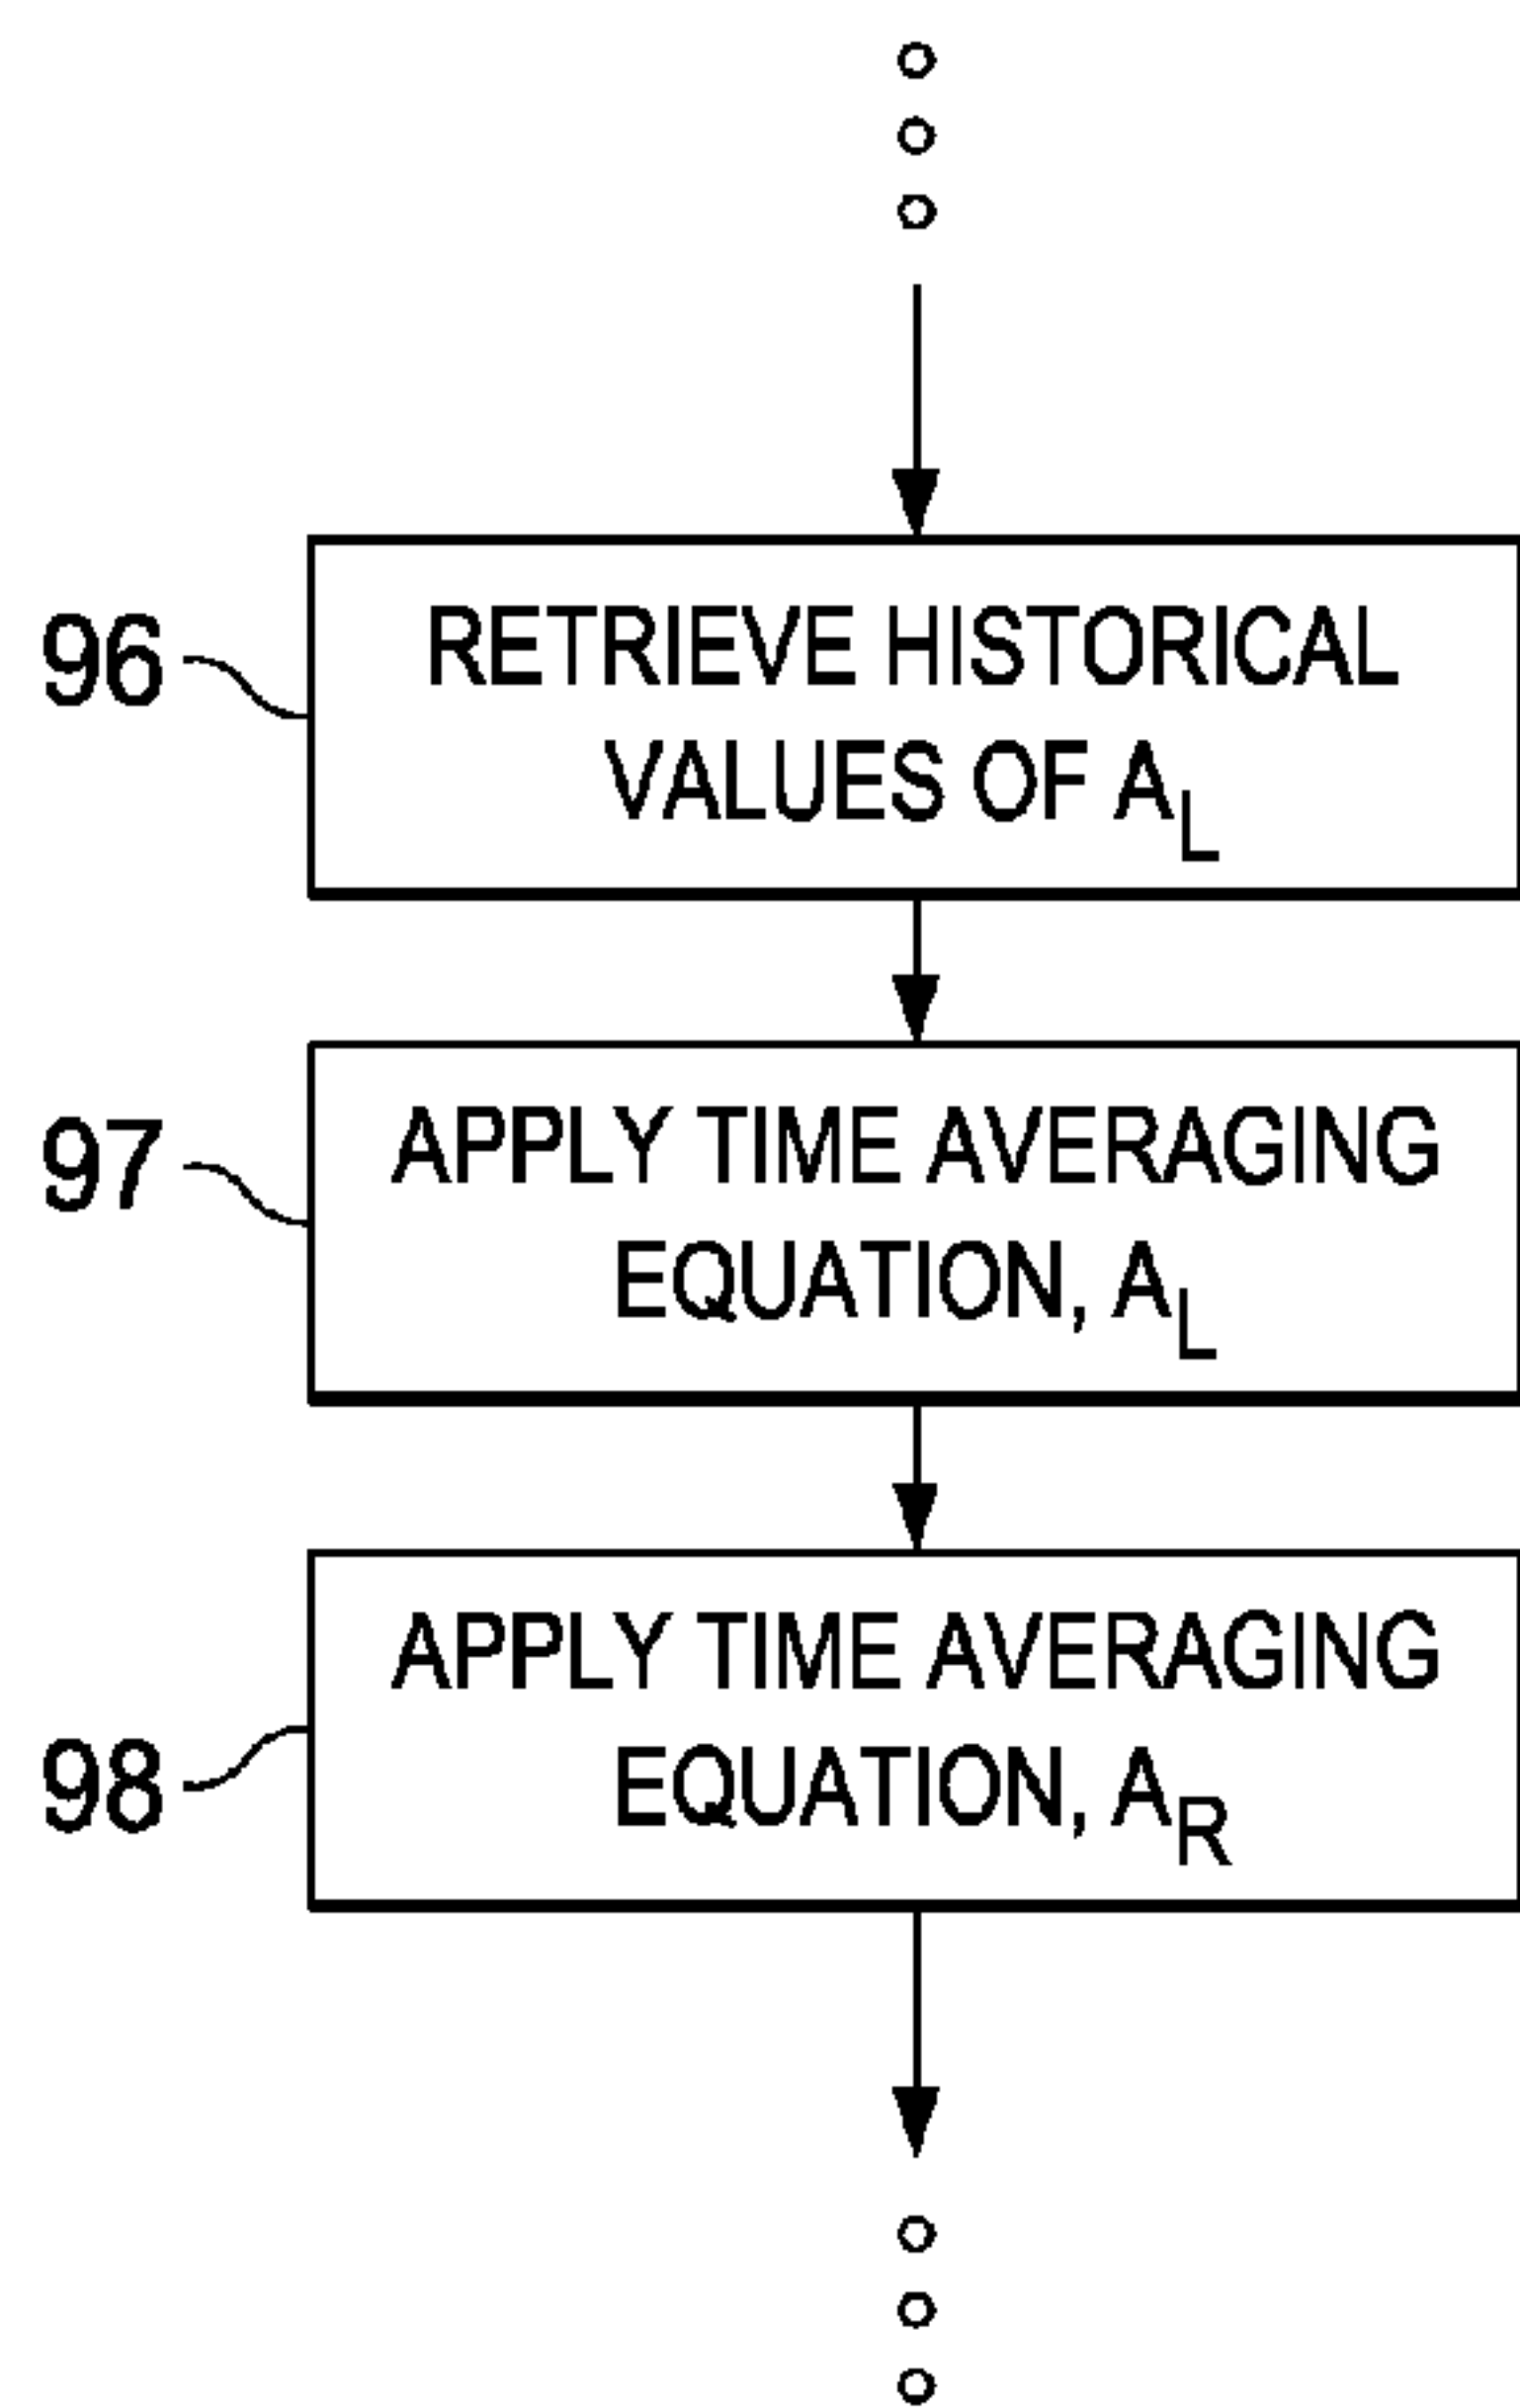 96
RETRIEVE HISTORICAL
VALUES OF A_L
97
APPLY TIME AVERAGING
EQUATION, A_L
98
APPLY TIME AVERAGING
EQUATION, A_R